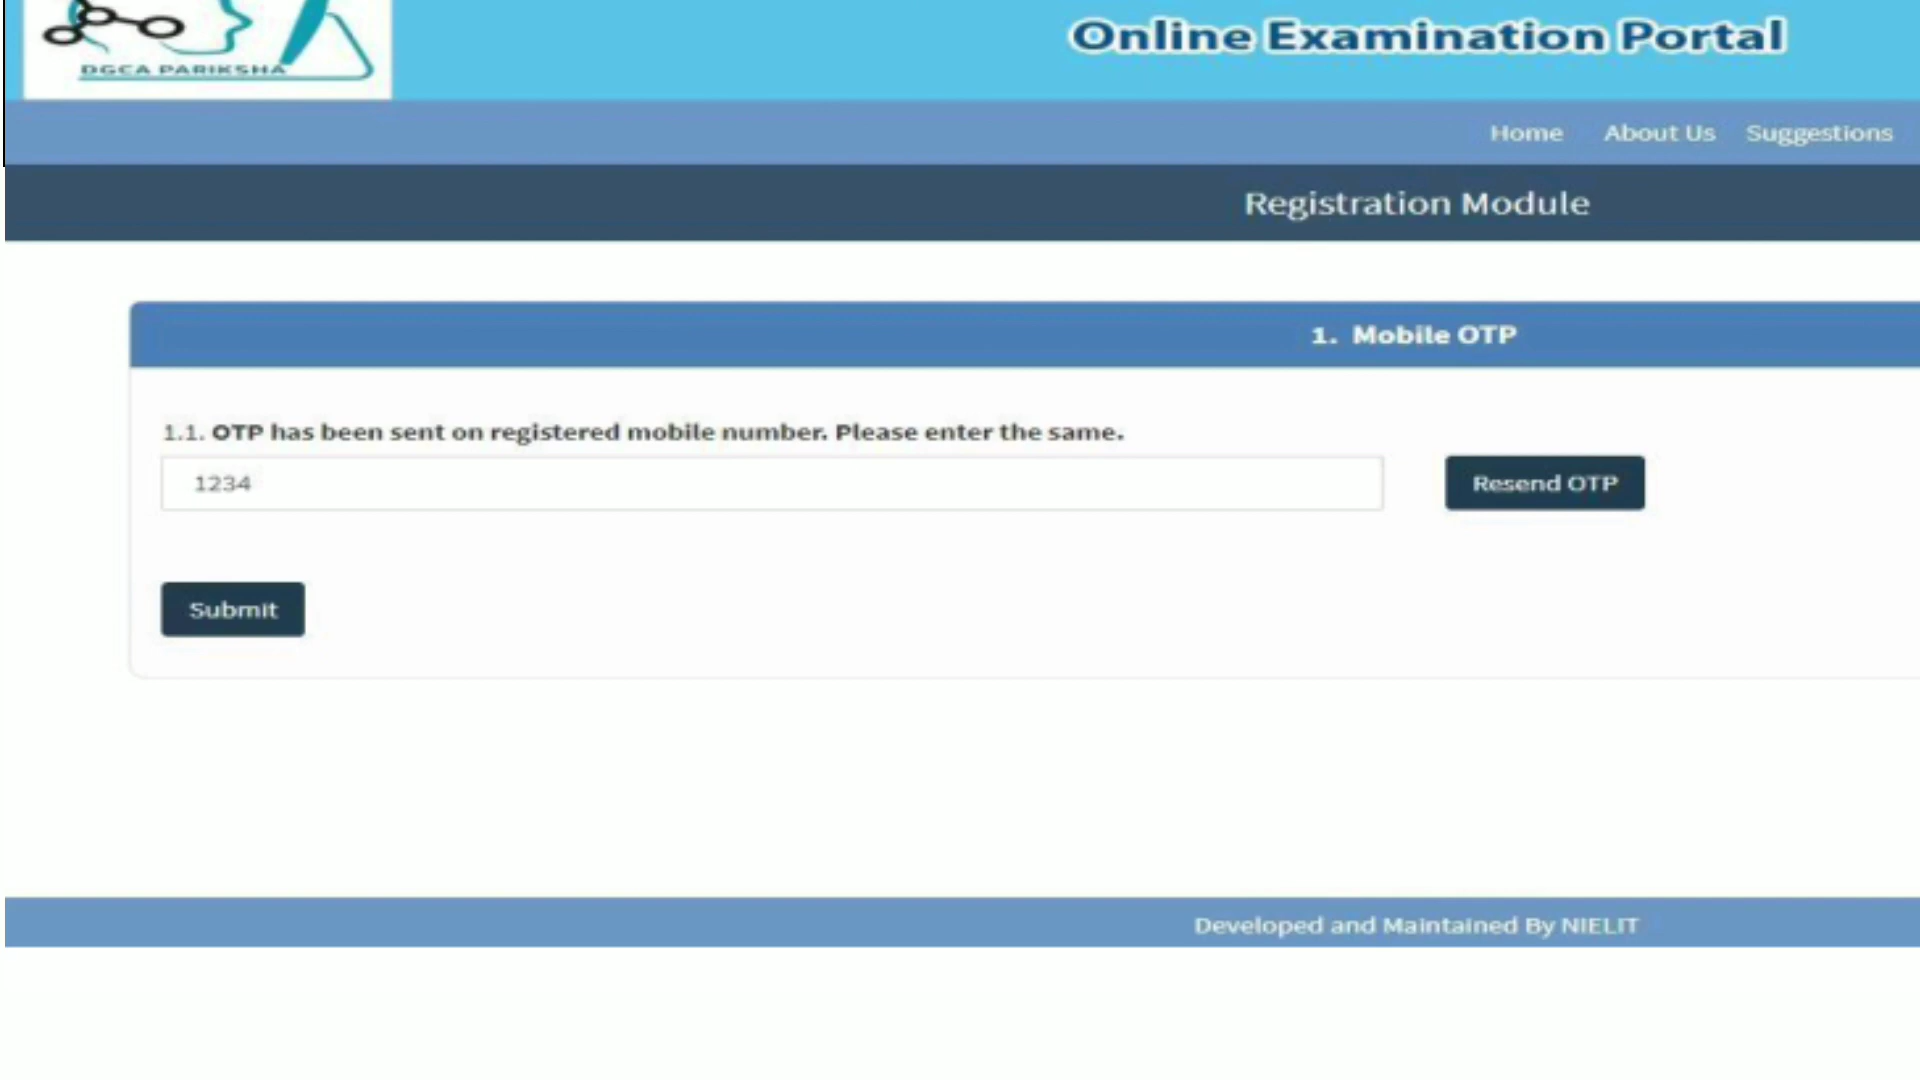 DGCA PARIKSHA
Online Examination Portal
Home About Us Suggestions
Registration Module
1. Mobile OTP
1.1. OTP has been sent on registered mobile number. Please enter the same.
1234
Resend OTP
Submit
Developed and Maintained By NIELIT